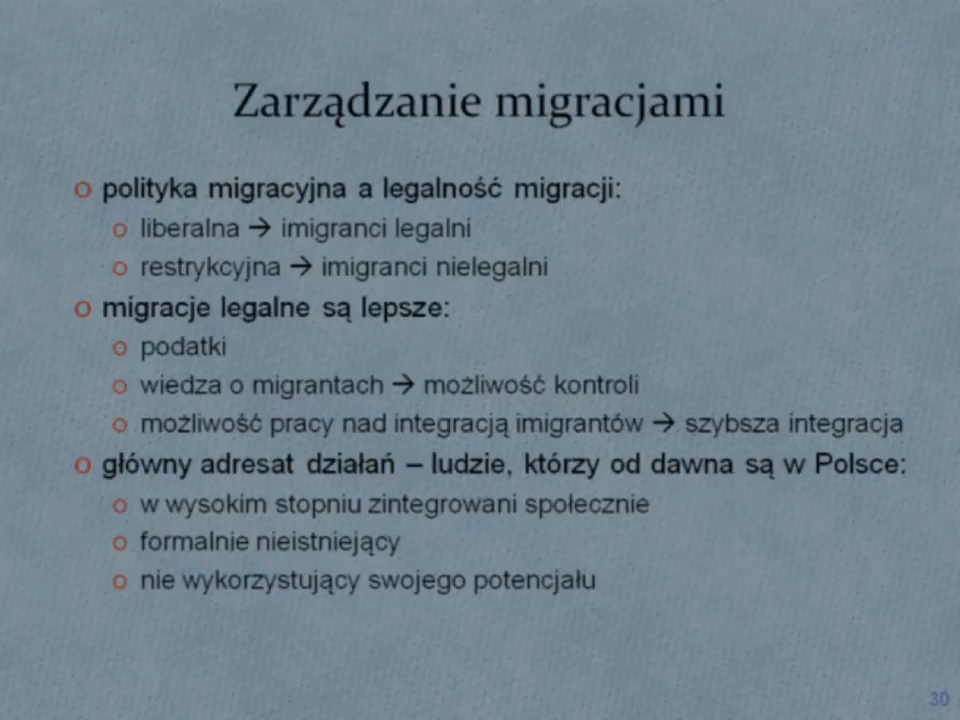 Zarządzanie migracjami
o polityka migracyjna a legalność migracji:
o liberalna → imigranci legalni
o restrykcyjna → imigranci nielegalni
o migracje legalne są lepsze:
o podatki
o wiedza o migrantach → możliwość kontroli
o możliwość pracy nad integracją imigrantów → szybsza integracja
o główny adresat działań – ludzie, którzy od dawna są w Polsce:
o w wysokim stopniu zintegrowani społecznie
o formalnie nieistniejący
o nie wykorzystujący swojego potencjału
30